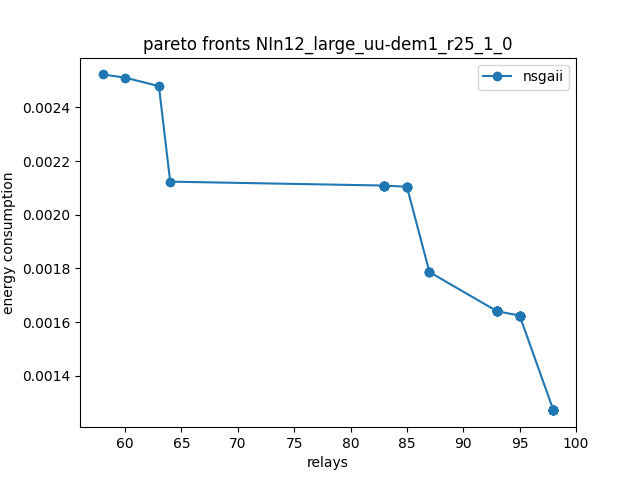 pareto fronts NIn12_large_uu-dem1_r25_1_0
nsgaii
energy consumption
0.0024
0.0022
0.0020
0.0018
0.0016
0.0014
60 65 70 75 80 85 90 95 100
relays